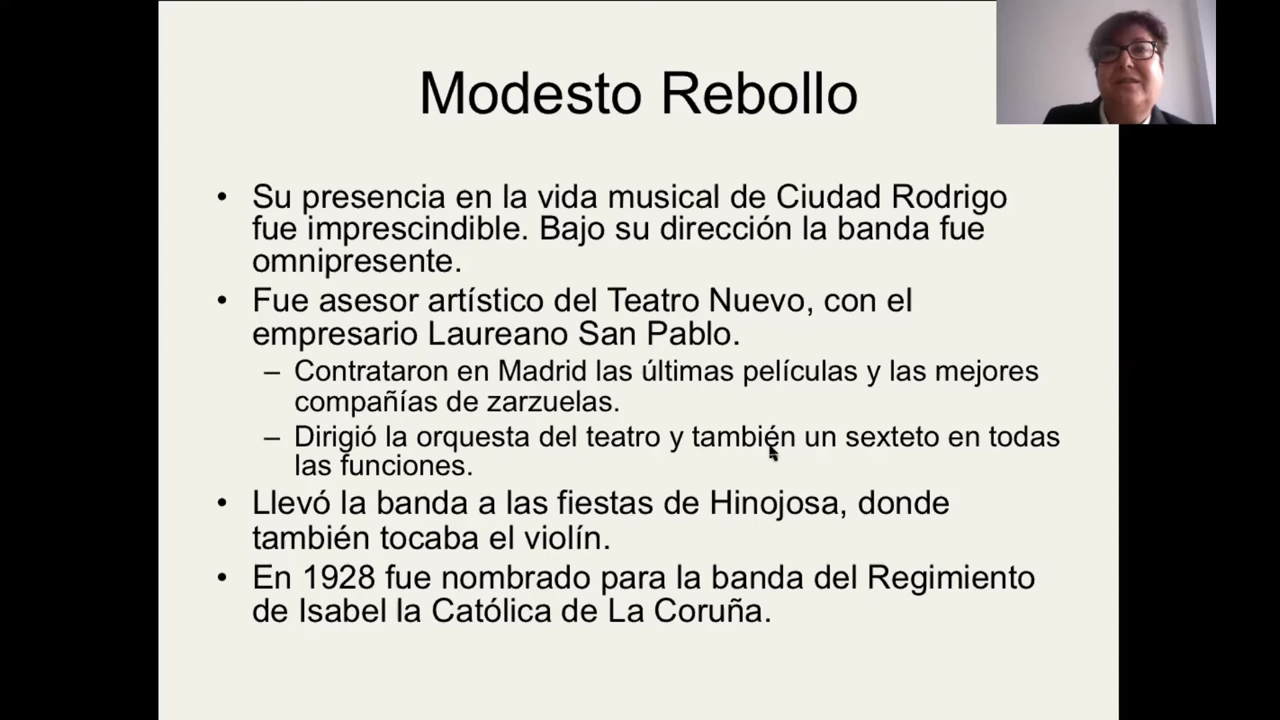 Modesto Rebollo
• Su presencia en la vida musical de Ciudad Rodrigo
fue imprescindible. Bajo su dirección la banda fue
omnipresente.
• Fue asesor artístico del Teatro Nuevo, con el
empresario Laureano San Pablo.
– Contrataron en Madrid las últimas películas y las mejores
compañías de zarzuelas.
– Dirigió la orquesta del teatro y también un sexteto en todas
las funciones.
• Llevó la banda a las fiestas de Hinojosa, donde
también tocaba el violín.
• En 1928 fue nombrado para la banda del Regimiento
de Isabel la Católica de La Coruña.